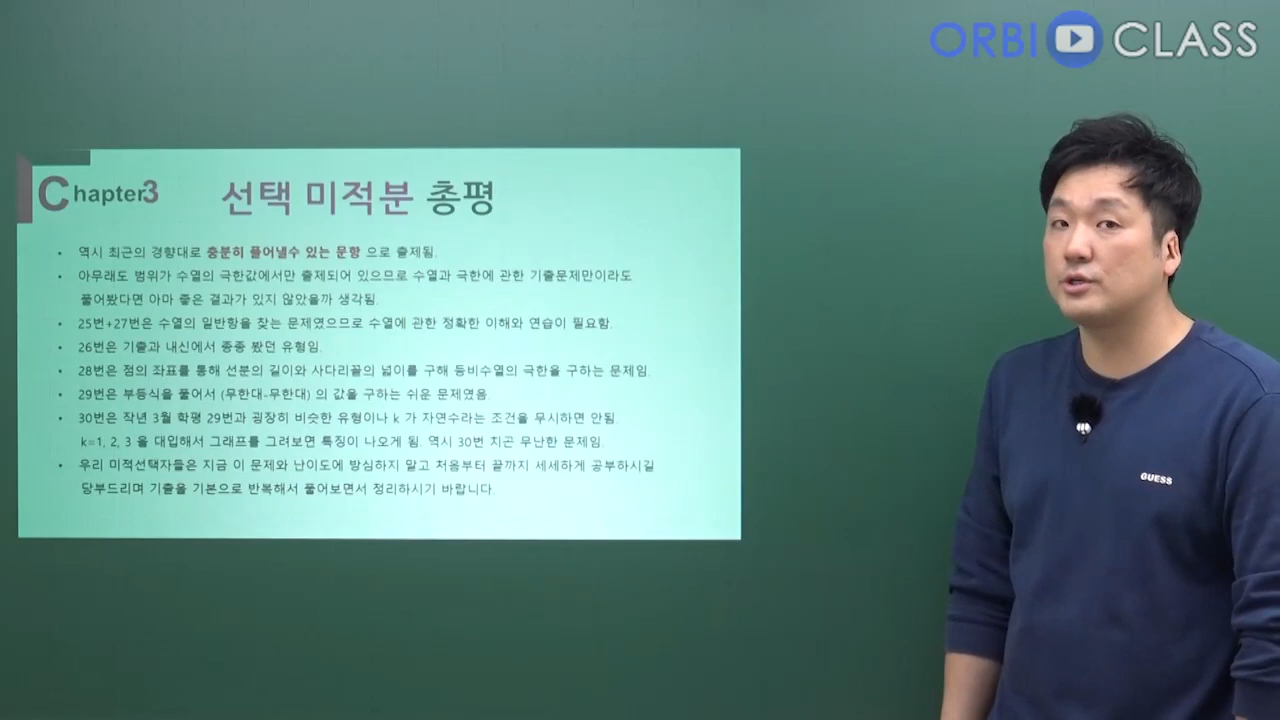 ORBI CLASS
Chapter3
선택 미적분 총평
• 역시 최근의 경향대로 충분히 풀어낼수 있는 문항 으로 출제됨.
• 아무래도 범위가 수열의 극한값에서만 출제되어 있으므로 수열과 극한에 관한 기출문제만이라도
풀어봤다면 아마 좋은 결과가 있지 않았을까 생각됨.
• 25번+27번은 수열의 일반항을 찾는 문제였으므로 수열에 관한 정확한 이해와 연습이 필요함.
• 26번은 기출과 내신에서 종종 봤던 유형임.
• 28번은 점의 좌표를 통해 선분의 길이와 사다리꼴의 넓이를 구해 등비수열의 극한을 구하는 문제임.
• 29번은 부등식을 풀어서 (무한대-무한대) 의 값을 구하는 쉬운 문제였음.
• 30번은 작년 3월 학평 29번과 굉장히 비슷한 유형이나 k 가 자연수라는 조건을 무시하면 안됨.
k=1, 2, 3 을 대입해서 그래프를 그려보면 특징이 나오게 됨. 역시 30번 치곤 무난한 문제임.
• 우리 미적선택자들은 지금 이 문제와 난이도에 방심하지 말고 처음부터 끝까지 세세하게 공부하시길
당부드리며 기출을 기본으로 반복해서 풀어보면서 정리하시기 바랍니다.
GUESS